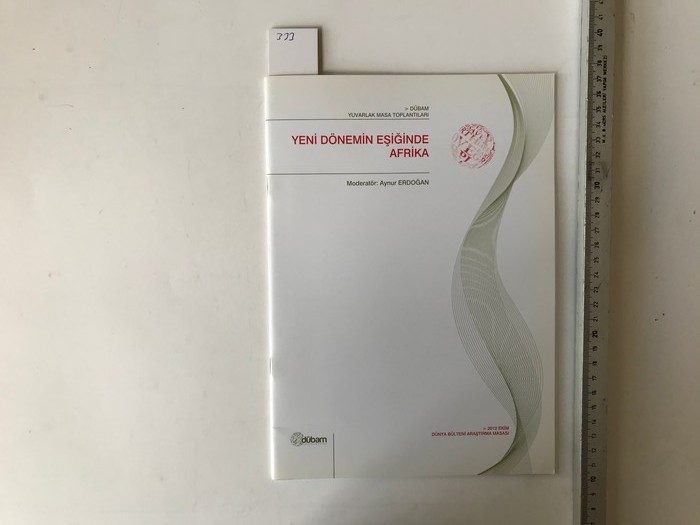 393
> DÜBAM
YUVARLAK MASA TOPLANTILARI
YENİ DÖNEMİN EŞİĞİNDE
AFRİKA
Moderatör: Aynur ERDOĞAN
dübam
> 2012 EKİM
DÜNYA BÜLTENİ ARAŞTIRMA MASASI